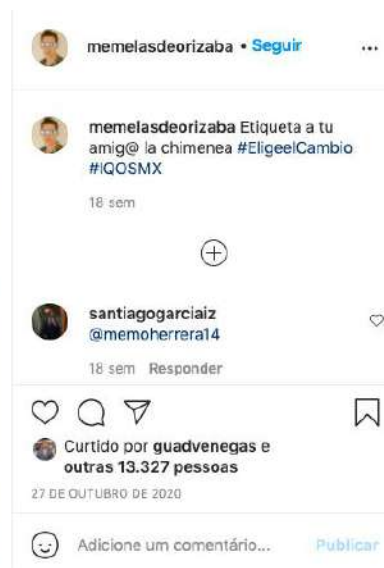 memelasdeorizaba • Seguir
memelasdeorizaba Etiqueta a tu
amig@ la chimenea #EligeelCambio
#IQOSMX
18 sem
santiagogarciaiz
@memoherrera14
18 sem Responder
Curtido por guadvenegas e
outras 13.327 pessoas
27 DE OUTUBRO DE 2020
Adicione um comentário... Publicar